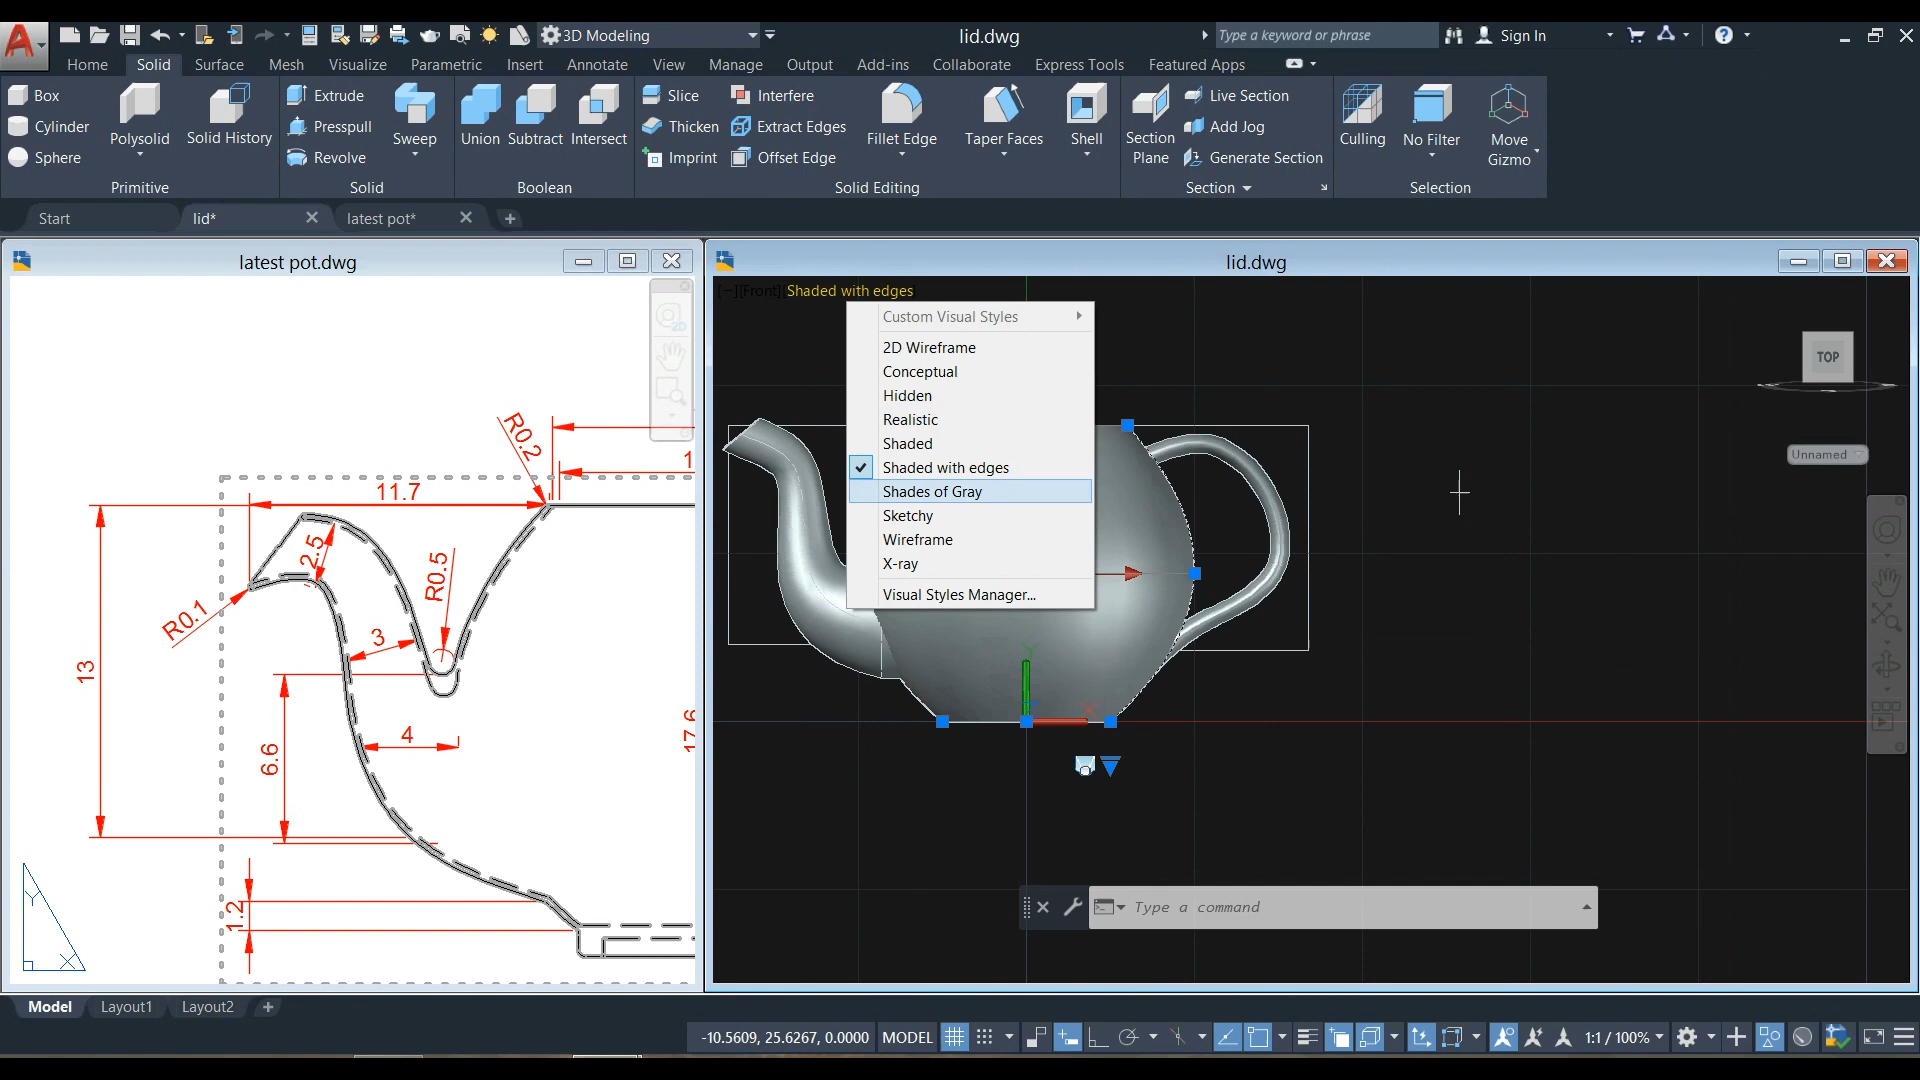 3D Modeling
lid.dwg
Type a keyword or phrase
Sign In
Home
Solid
Surface
Mesh
Visualize
Parametric
Insert
Annotate
View
Manage
Output
Add-ins
Collaborate
Express Tools
Featured Apps
Box
Cylinder
Sphere
Polysolid
Solid History
Primitive
Extrude
Presspull
Revolve
Sweep
Solid
Union
Subtract
Intersect
Boolean
Slice
Thicken
Imprint
Interfere
Extract Edges
Offset Edge
Fillet Edge
Taper Faces
Shell
Solid Editing
Section
Plane
Live Section
Add Jog
Generate Section
Section
Culling
No Filter
Move
Gizmo
Selection
Start
lid*
latest pot*
latest pot.dwg
2D
R0.2
1
11.7
2.5
R0.5
R0.1
3
13
4
6.6
17.6
1.2
Y
X
lid.dwg
[−][Front][Shaded with edges]
Custom Visual Styles
2D Wireframe
Conceptual
Hidden
Realistic
Shaded
Shaded with edges
Shades of Gray
Sketchy
Wireframe
X-ray
Visual Styles Manager...
TOP
Unnamed
Y
X
Type a command
Model
Layout1
Layout2
-10.5609, 25.6267, 0.0000
MODEL
1:1 / 100%